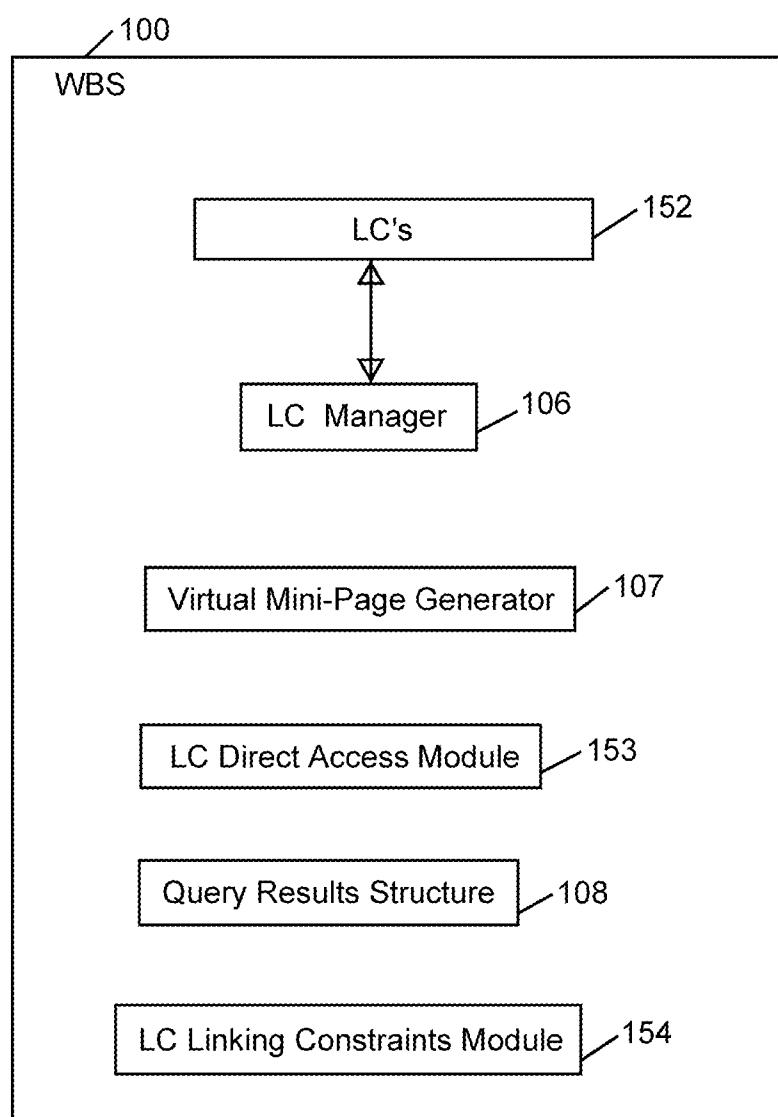 100
WBS
LC's
152
LC Manager
106
Virtual Mini-Page Generator
107
LC Direct Access Module
153
Query Results Structure
108
LC Linking Constraints Module
154